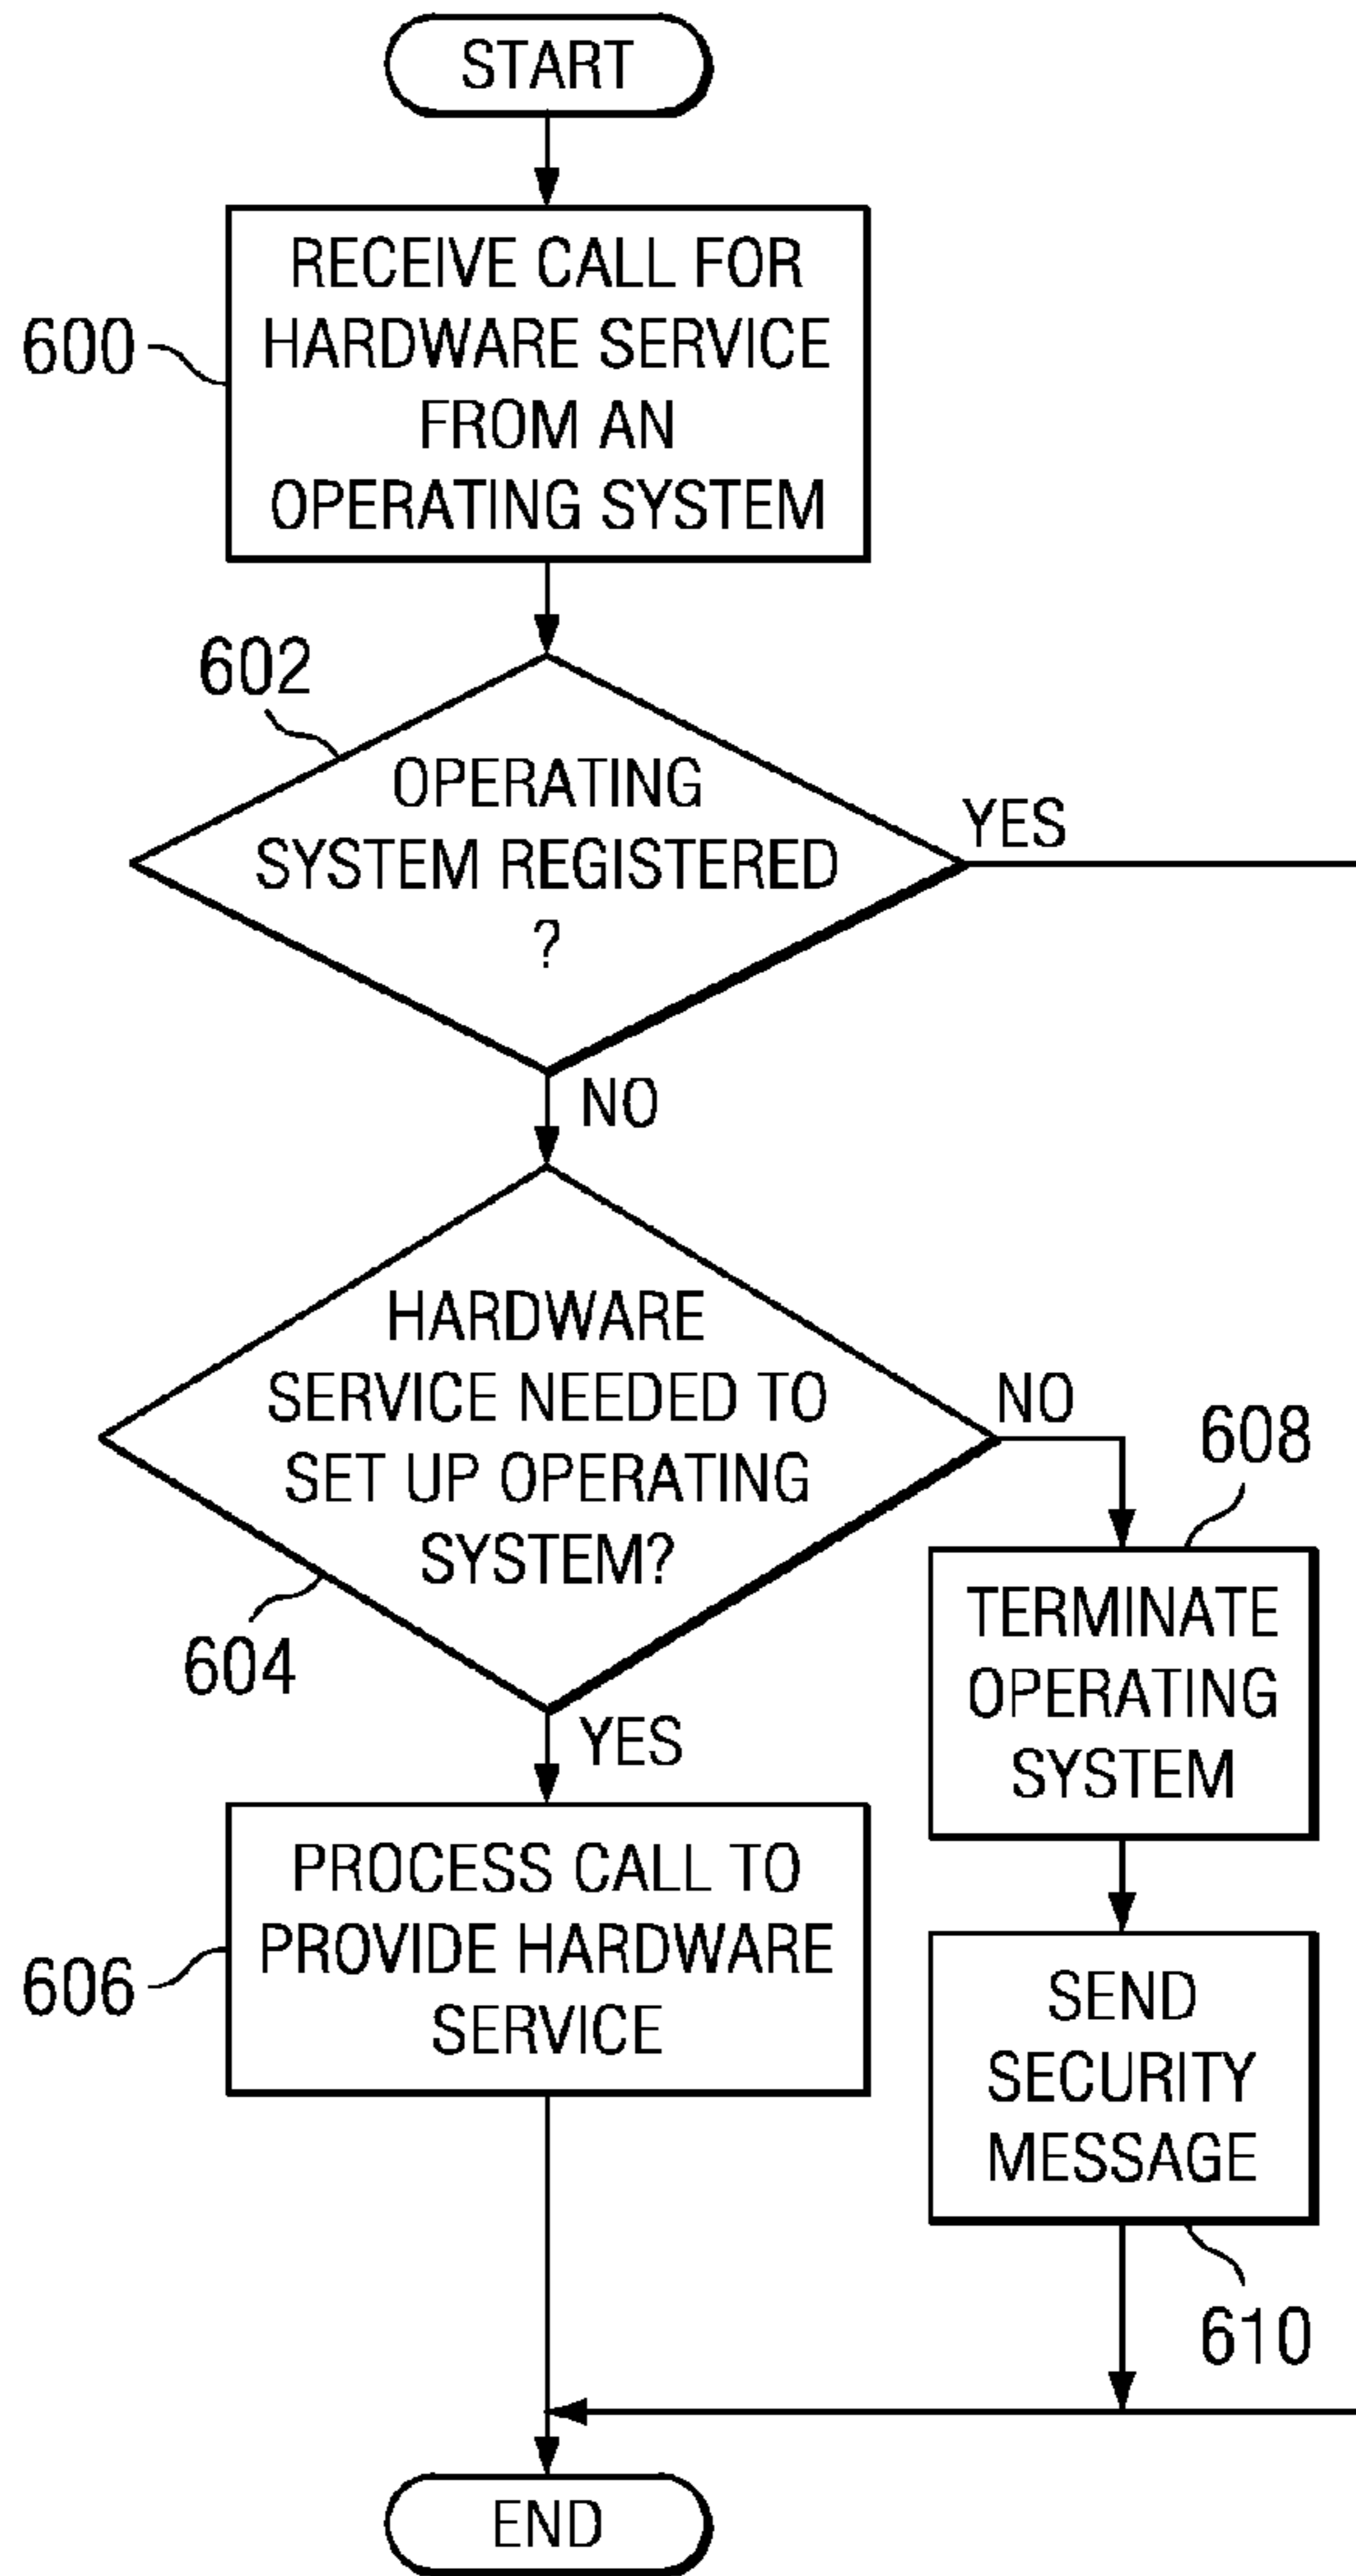 START
RECEIVE CALL FOR
HARDWARE SERVICE
FROM AN
OPERATING SYSTEM
600
602
OPERATING
SYSTEM REGISTERED
?
YES
NO
HARDWARE
SERVICE NEEDED TO
SET UP OPERATING
SYSTEM?
604
NO
608
TERMINATE
OPERATING
SYSTEM
YES
PROCESS CALL TO
PROVIDE HARDWARE
SERVICE
606
SEND
SECURITY
MESSAGE
610
END